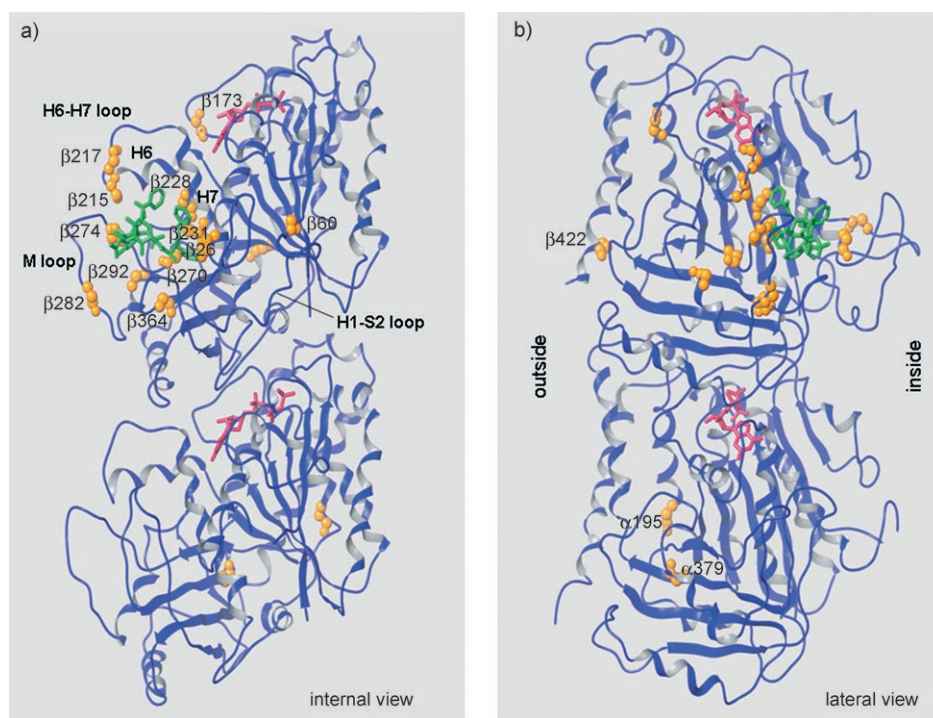 a)
β173
H6-H7 loop
β217
H6
β228
H7
β215
β231
β60
β274
β26
M loop
β292
β270
β282
β364
H1-S2 loop
internal view
b)
β422
outside
inside
α195
α379
lateral view